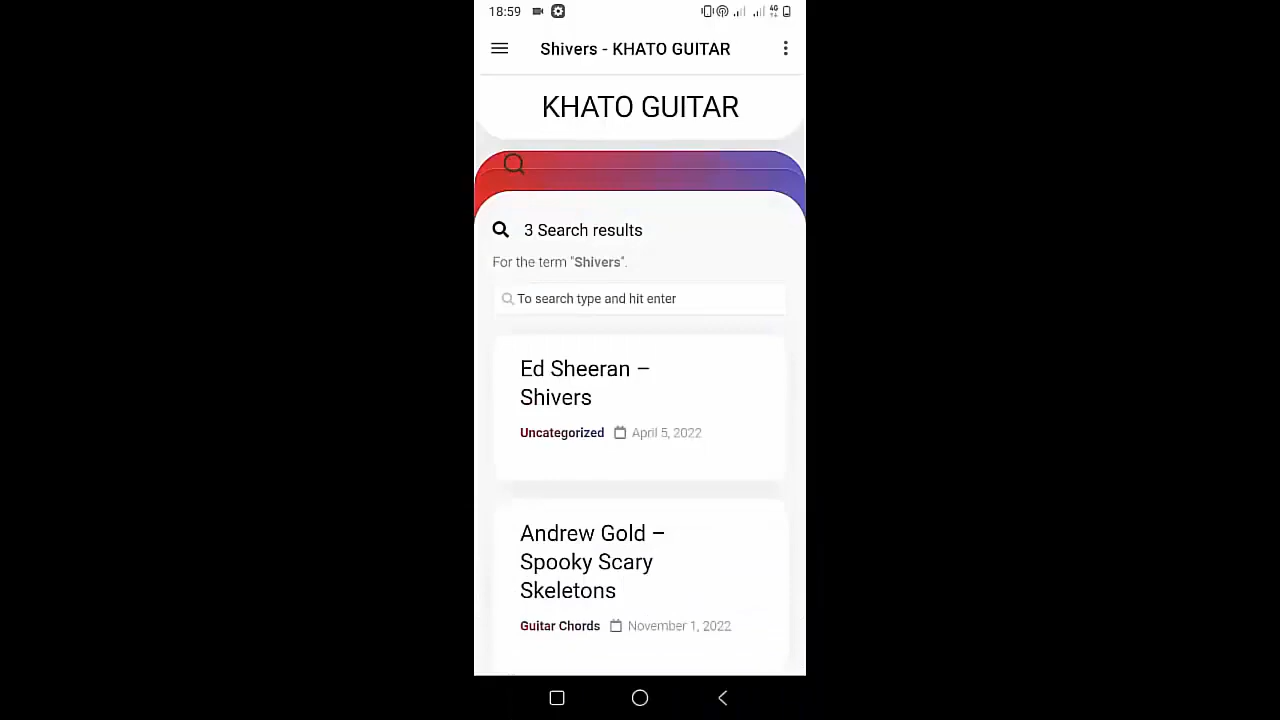 18:59
4G
Shivers - KHATO GUITAR
KHATO GUITAR
3 Search results
For the term "Shivers".
To search type and hit enter
Ed Sheeran –
Shivers
Uncategorized April 5, 2022
Andrew Gold –
Spooky Scary
Skeletons
Guitar Chords November 1, 2022